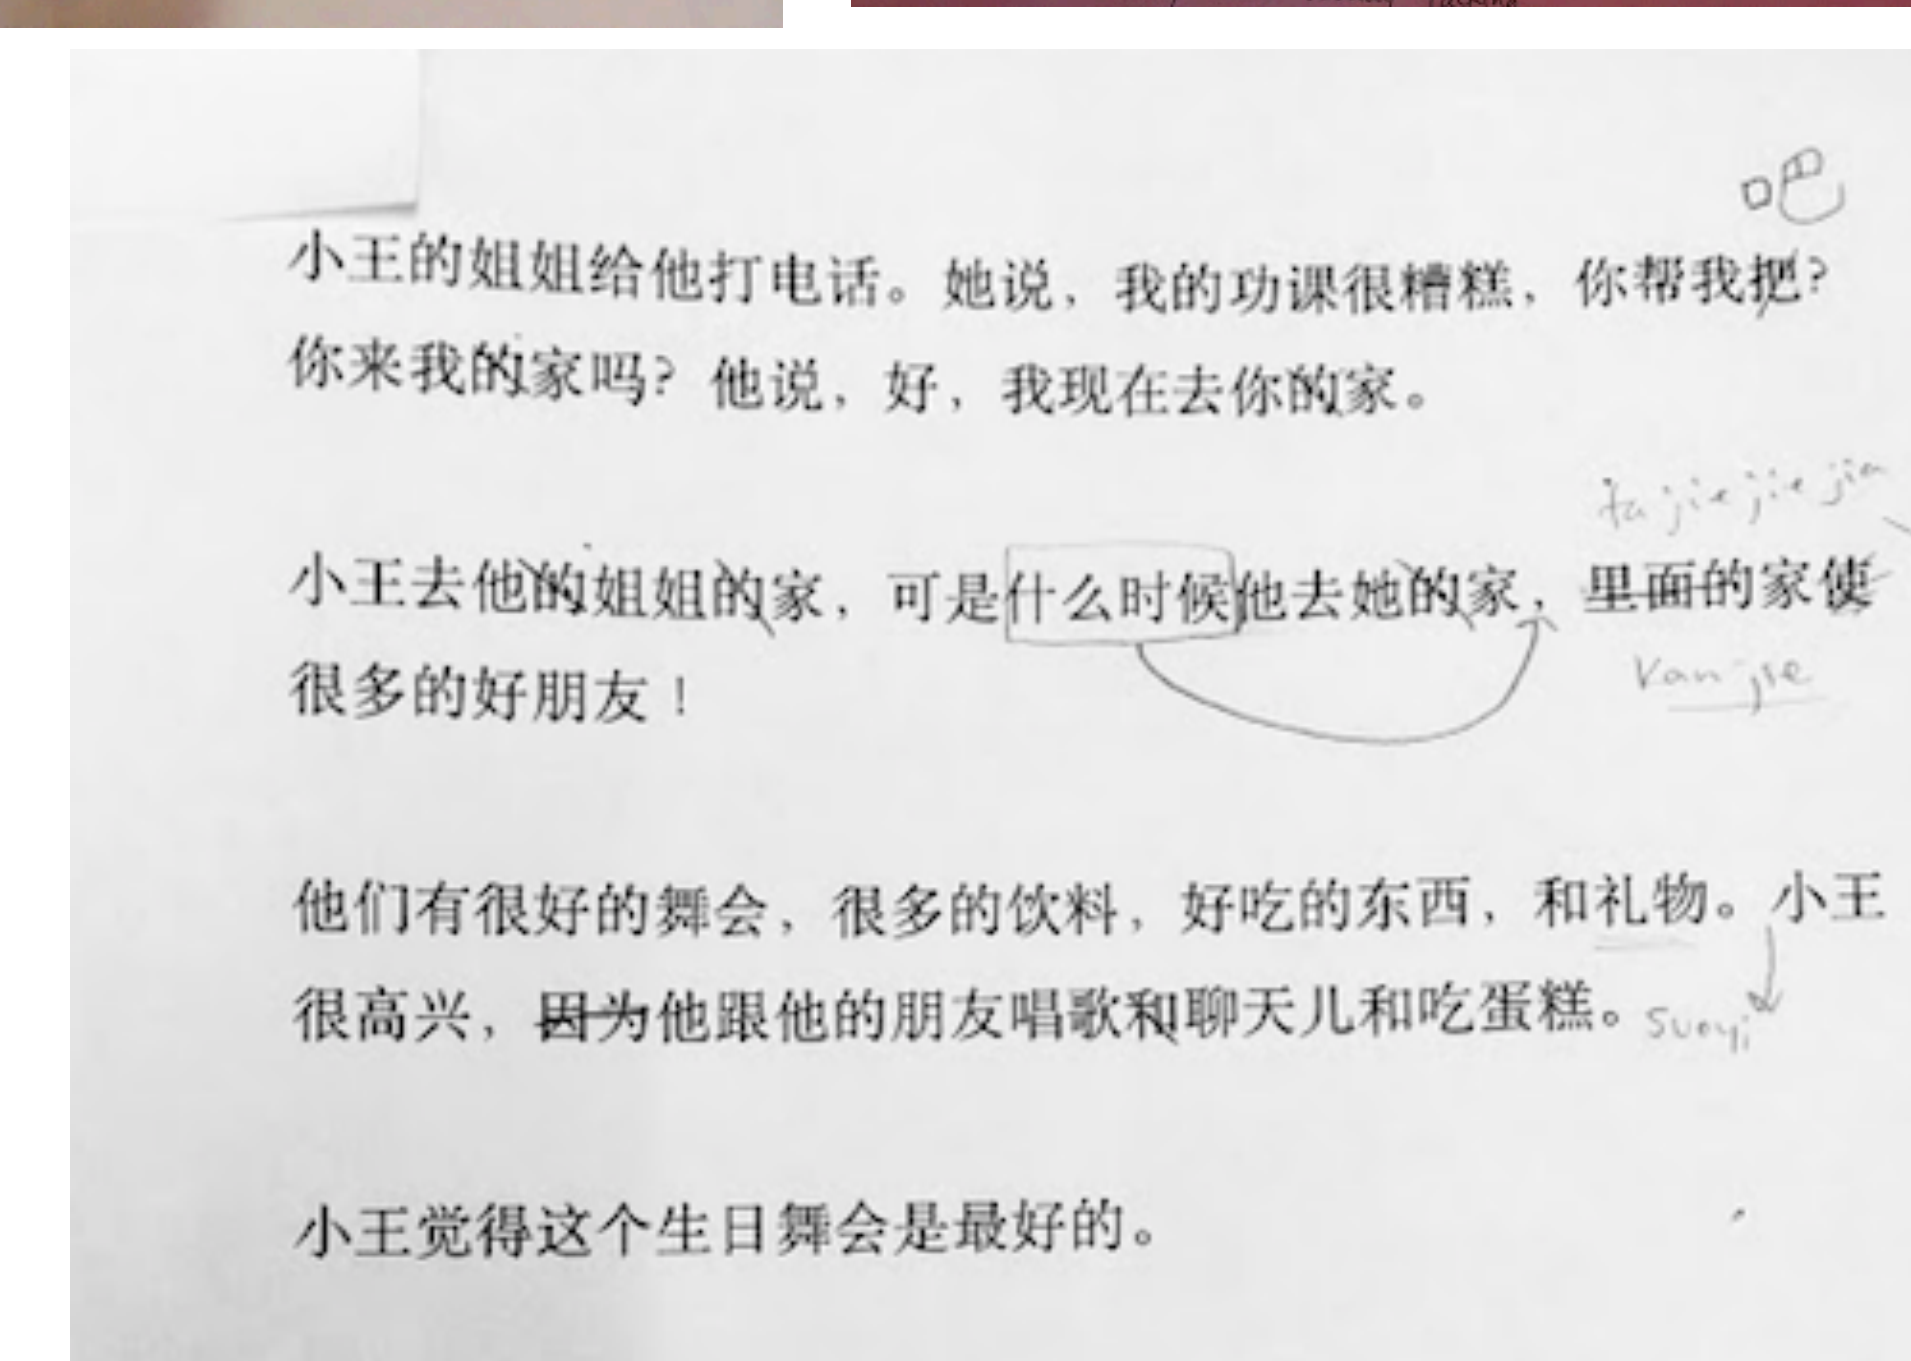 吧
小王的姐姐给他打电话。她说，我的功课很糟糕，你帮我把?
你来我的家吗? 他说，好，我现在去你的家。
ta jie jie jia
小王去他的姐姐的家，可是什么时候他去她的家，里面的家使
kan jie
很多的好朋友！
他们有很好的舞会，很多的饮料，好吃的东西，和礼物。小王
很高兴，因为他跟他的朋友唱歌和聊天儿和吃蛋糕。suoyi
小王觉得这个生日舞会是最好的。